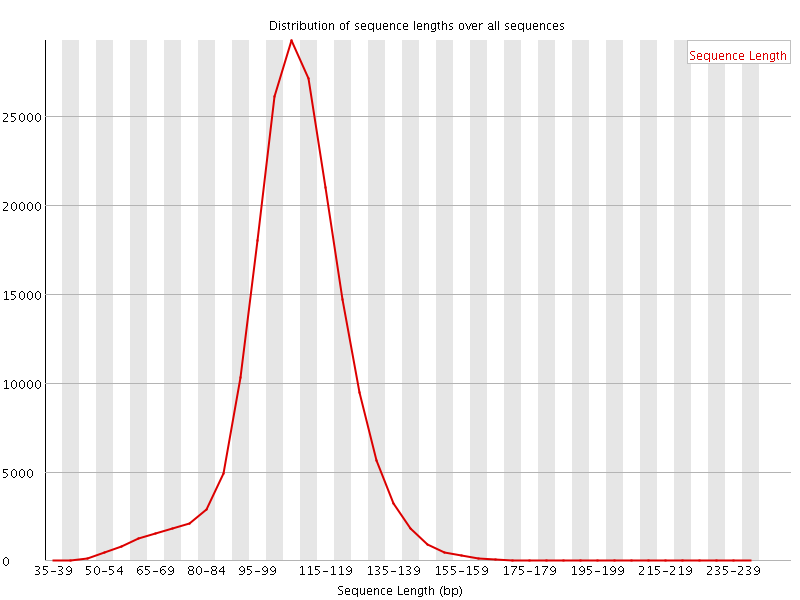 Distribution of sequence lengths over all sequences
Sequence Length
25000
20000
15000
10000
5000
0
35-39 50-54 65-69 80-84 95-99 115-119 135-139 155-159 175-179 195-199 215-219 235-239
Sequence Length (bp)